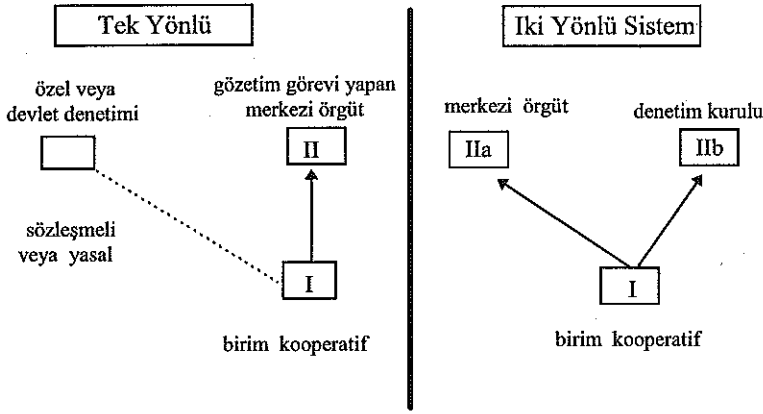 Tek Yönlü
özel veya
devlet denetimi
gözetim görevi yapan
merkezi örgüt
II
sözleşmeli
veya yasal
I
birim kooperatif
Iki Yönlü Sistem
merkezi örgüt
denetim kurulu
IIa
IIb
I
birim kooperatif